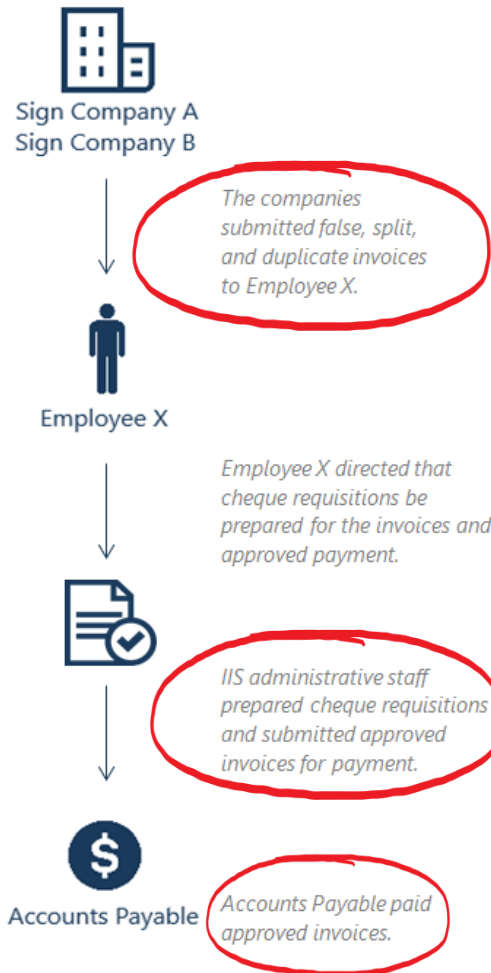 Sign Company A
Sign Company B
The companies
submitted false, split,
and duplicate invoices
to Employee X.
Employee X
Employee X directed that
cheque requisitions be
prepared for the invoices and
approved payment.
IIS administrative staff
prepared cheque requisitions
and submitted approved
invoices for payment.
$
Accounts Payable
Accounts Payable paid
approved invoices.